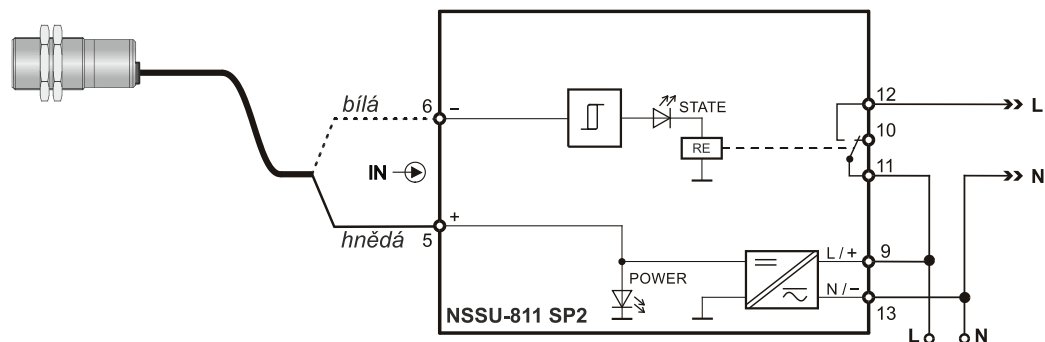 12
L
bílá
6
–
STATE
10
RE
IN
11
N
+
hnědá
5
L / +
9
POWER
N / –
NSSU-811 SP2
13
L
N